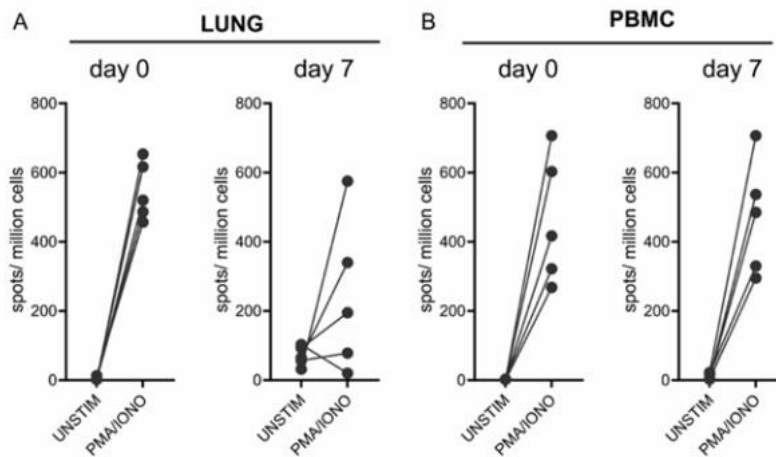 A
LUNG
day 0
day 7
spots/ million cells
800
600
400
200
0
UNSTIM
PMA/IONO
spots/ million cells
800
600
400
200
0
UNSTIM
PMA/IONO
B
PBMC
day 0
day 7
spots/ million cells
800
600
400
200
0
UNSTIM
PMA/IONO
spots/ million cells
800
600
400
200
0
UNSTIM
PMA/IONO